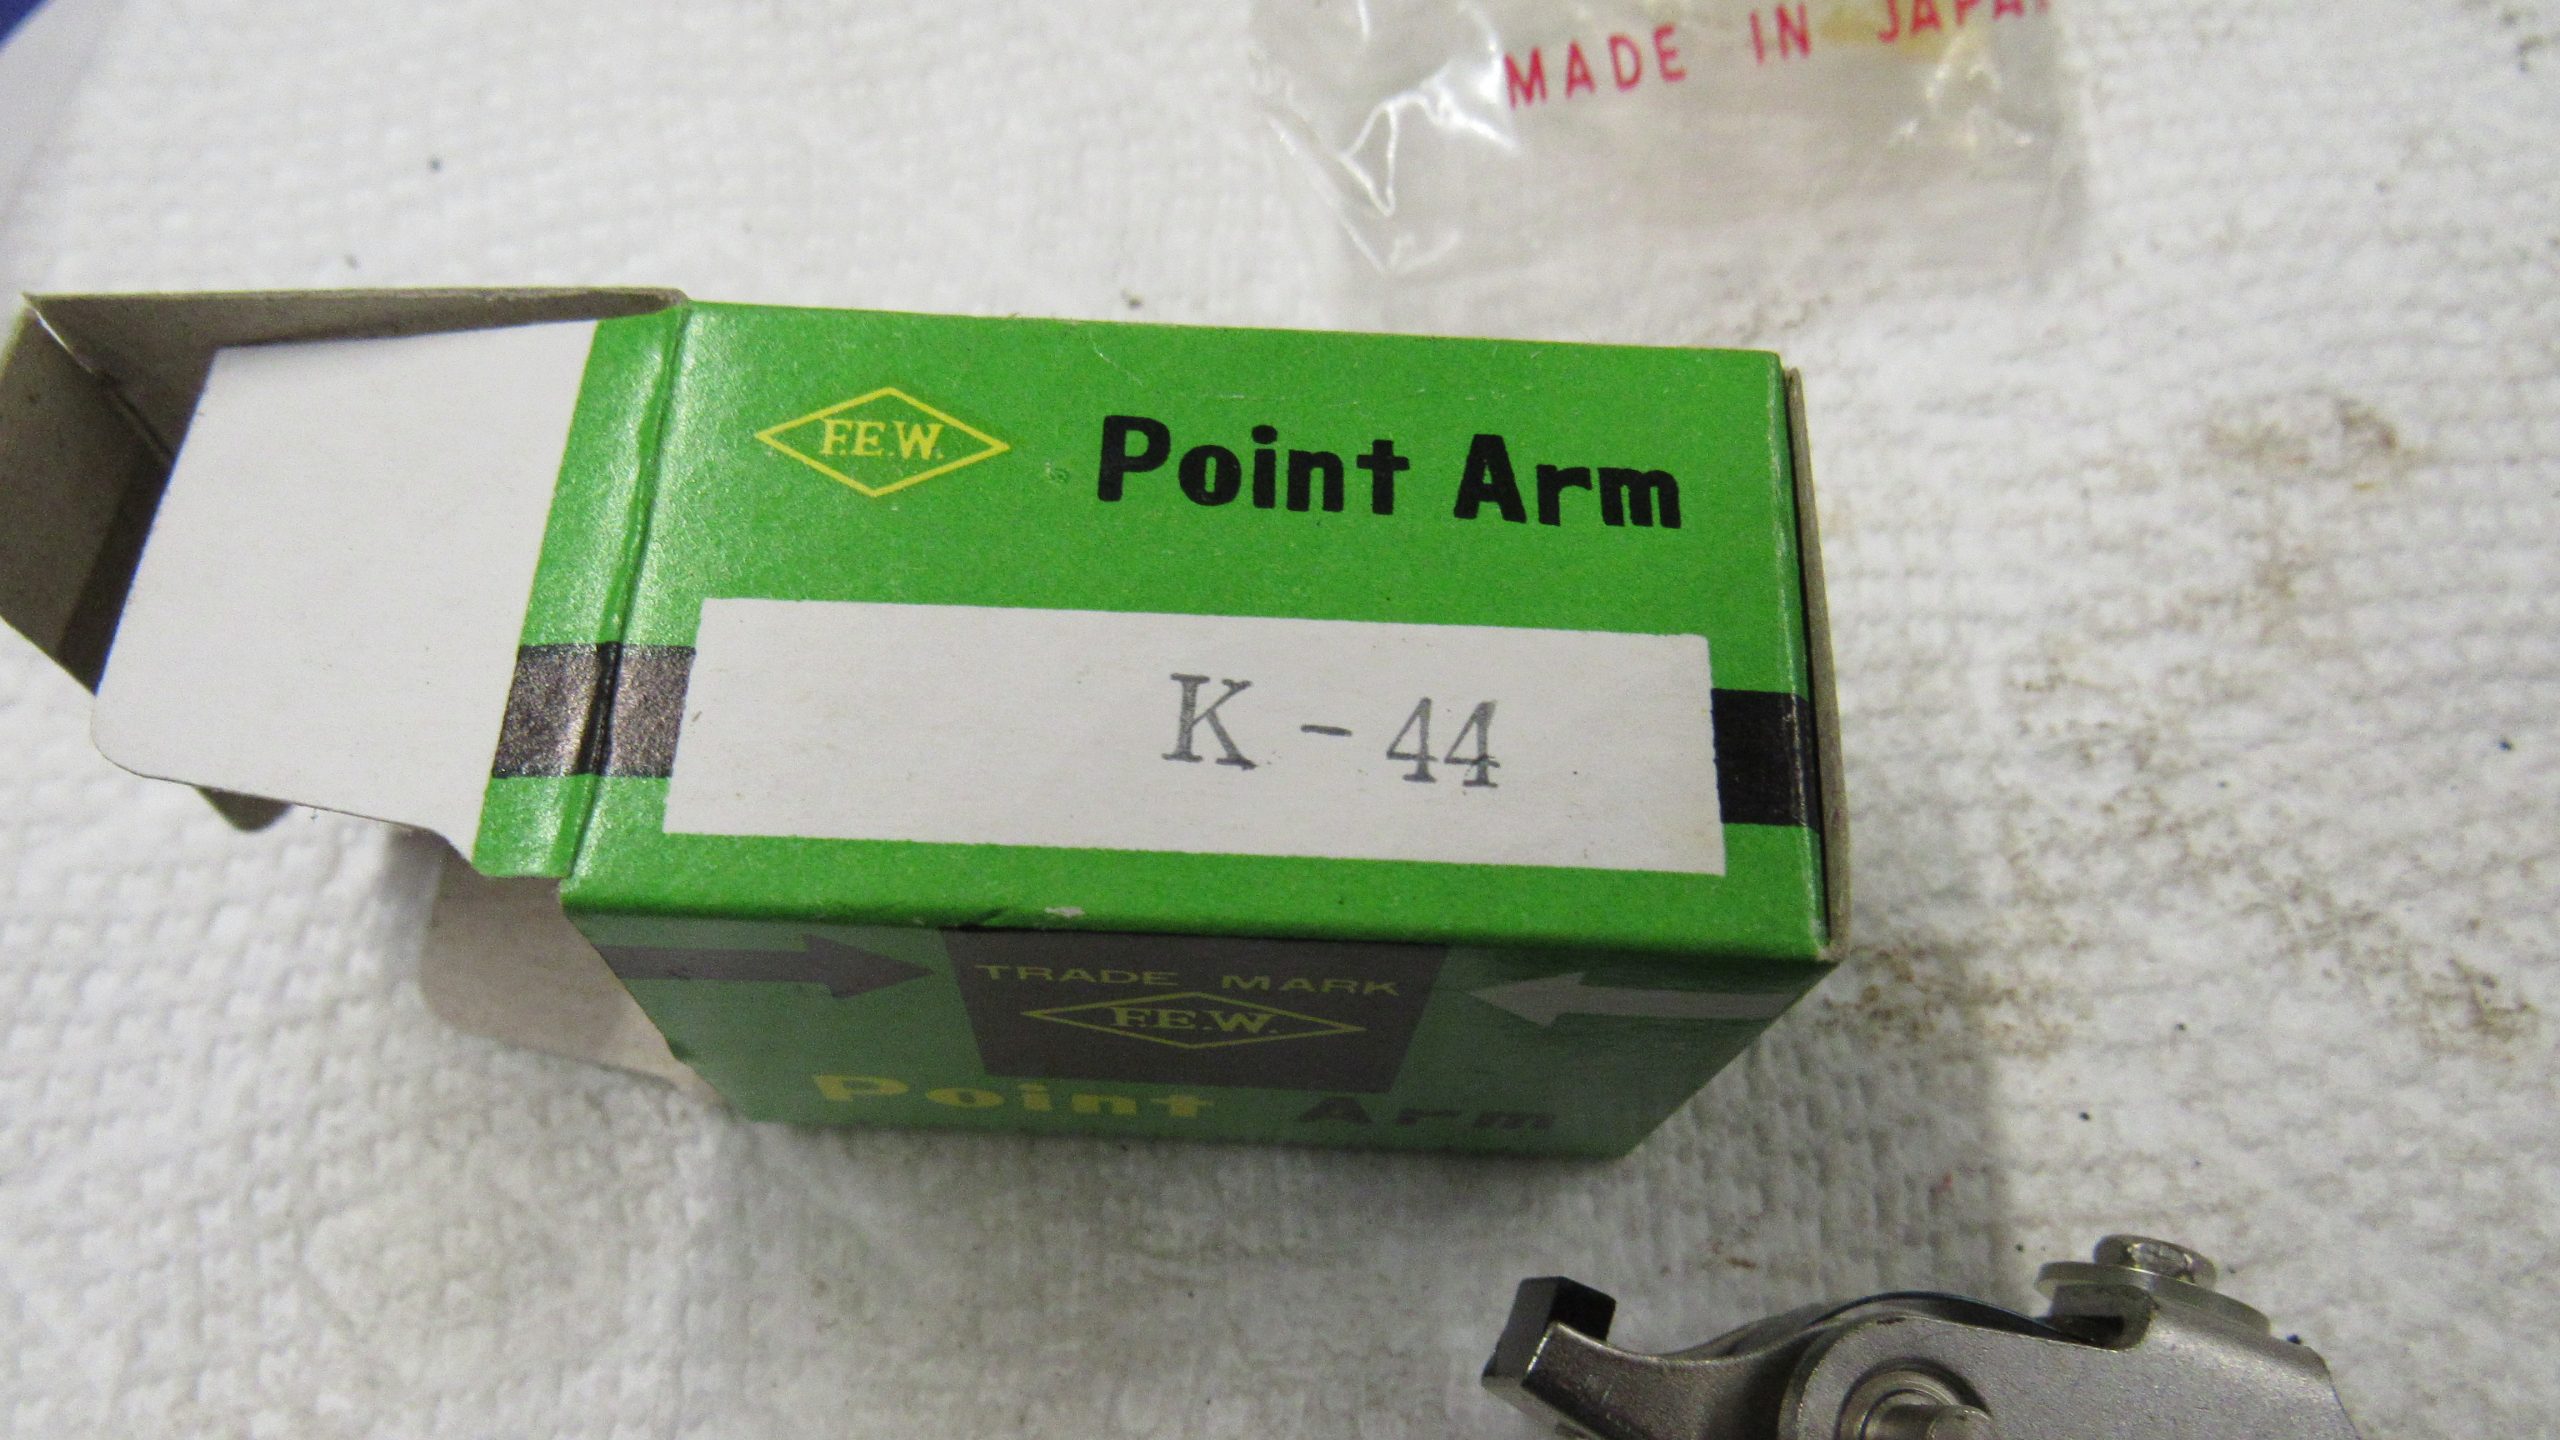 MADE IN JAPA
F.E.W.
Point Arm
K-44
TRADE MARK
F.E.W.
Point Arm